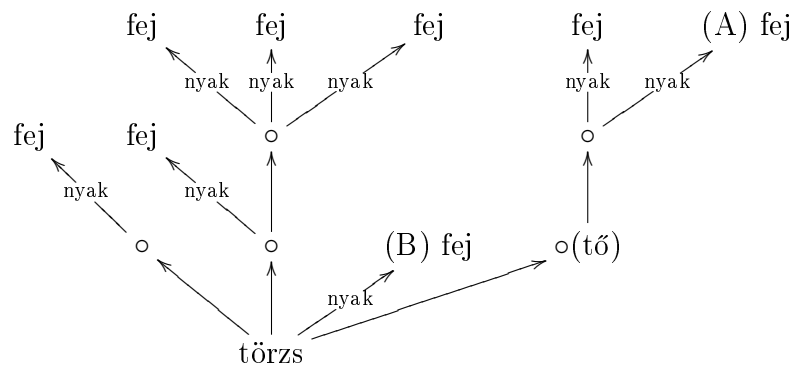 fej fej fej fej (A) fej
nyak nyak nyak nyak nyak
fej fej
nyak nyak
(B) fej (tő)
nyak
törzs